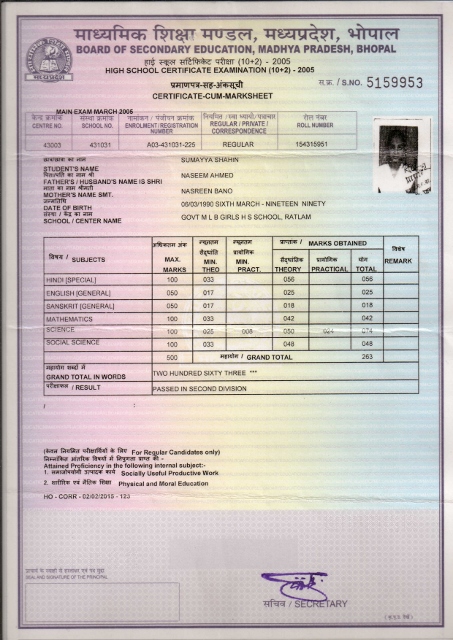 माध्यमिक शिक्षा मण्डल, मध्यप्रदेश, भोपाल
BOARD OF SECONDARY EDUCATION, MADHYA PRADESH, BHOPAL
हाई स्कूल सर्टिफिकेट परीक्षा (10+2) - 2005
HIGH SCHOOL CERTIFICATE EXAMINATION (10+2) - 2005
प्रमाणपत्र-सह-अंकसूची
स.क्र. / S.NO. 5159953
CERTIFICATE-CUM-MARKSHEET
MAIN EXAM MARCH 2005
केन्द्र क्रमांक संस्था क्रमांक नामांकन / पंजीयन क्रमांक नियमित / स्वाध्यायी / पत्राचार रोल नम्बर
CENTRE NO. SCHOOL NO. ENROLMENT / REGISTRATION NUMBER REGULAR / PRIVATE / CORRESPONDENCE ROLL NUMBER
43003 431031 A03-431031-225 REGULAR 154315951
STUDENT'S NAME SUMAYYA SHAHIN
FATHER'S / HUSBAND'S NAME IS SHRI NASEEM AHMED
MOTHER'S NAME SMT. NASREEN BANO
DATE OF BIRTH 06/03/1990 SIXTH MARCH - NINETEEN NINETY
संस्था / केंद्र का नाम
SCHOOL / CENTER NAME GOVT M L B GIRLS H S SCHOOL, RATLAM
विषय / SUBJECTS
अधिकतम अंक MAX. MARKS
न्यूनतम सैद्धांतिक MIN. THEO
न्यूनतम प्रायोगिक MIN. PRACT.
प्राप्तांक / MARKS OBTAINED
सैद्धांतिक THEORY
प्रायोगिक PRACTICAL
योग TOTAL
विशेष REMARK
HINDI [SPECIAL] 100 033 056 056
ENGLISH [GENERAL] 050 017 025 025
SANSKRIT [GENERAL] 050 017 018 018
MATHEMATICS 100 033 042 042
SCIENCE 100 025 008 050 024 074
SOCIAL SCIENCE 100 033 048 048
500 महायोग / GRAND TOTAL 263
महायोग शब्दों में
GRAND TOTAL IN WORDS TWO HUNDRED SIXTY THREE ***
परीक्षाफल / RESULT PASSED IN SECOND DIVISION
/ :
(केवल नियमित परीक्षार्थियों के लिए For Regular Candidates only)
निम्नांकित आंतरिक विषयों में निपुणता प्राप्त की -
Attained Proficiency in the following internal subject:-
1. समाजोपयोगी उत्पादक कार्य Socially Useful Productive Work
2. शारीरिक एवं नैतिक शिक्षा Physical and Moral Education
HO - CORR - 02/02/2015 - 123
SEAL AND SIGNATURE OF THE PRINCIPAL
सचिव / SECRETARY